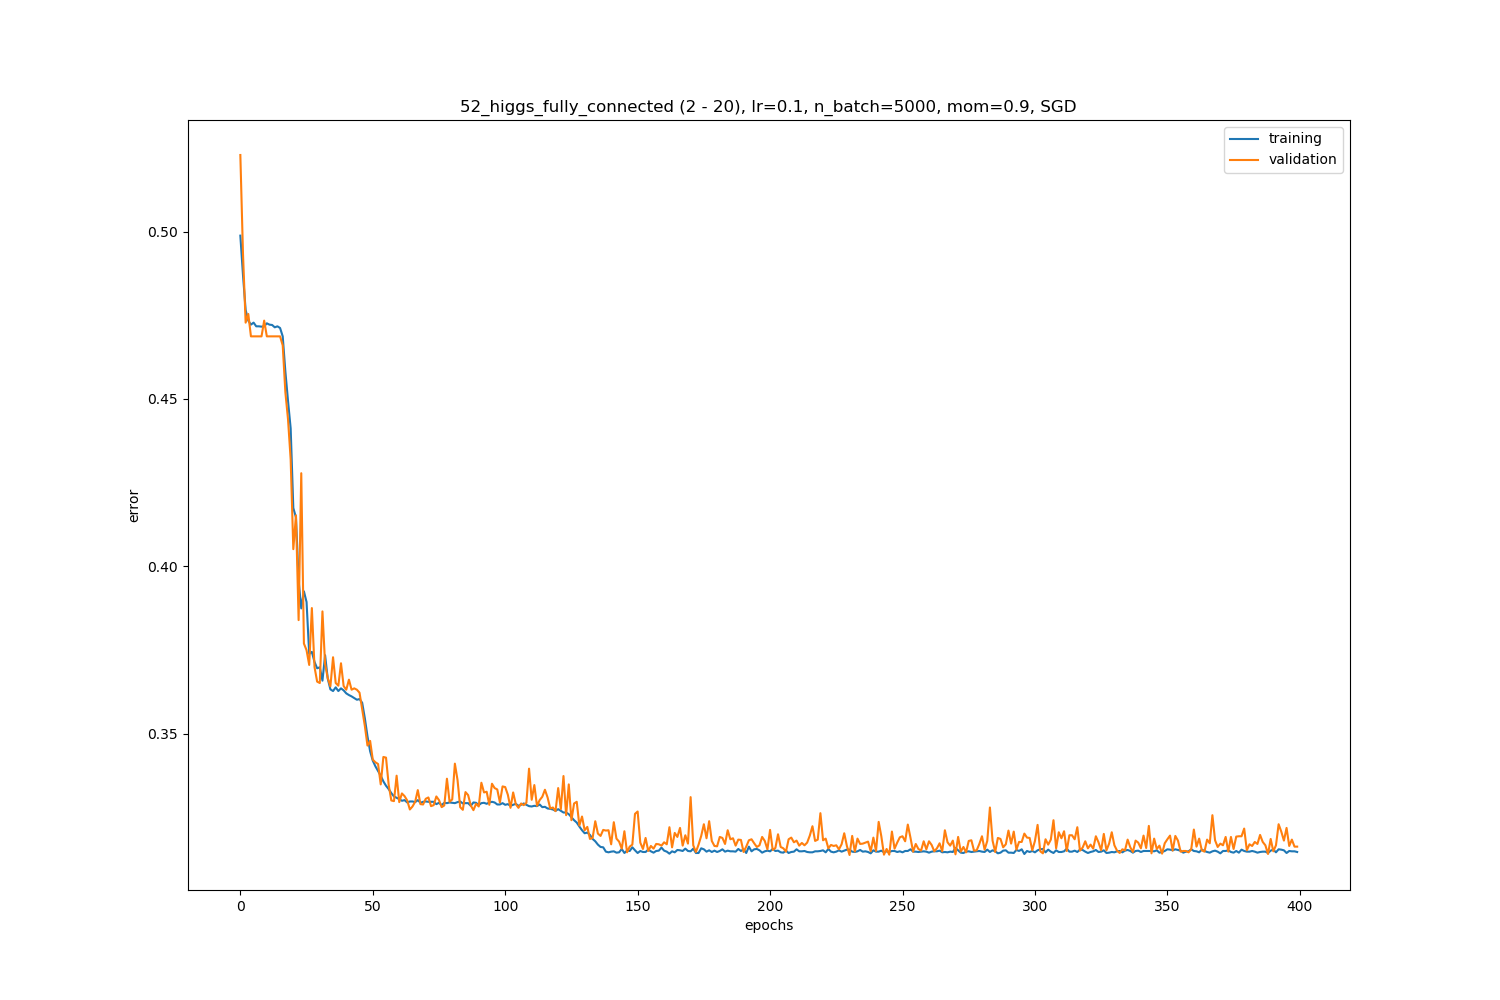 52_higgs_fully_connected (2 - 20), lr=0.1, n_batch=5000, mom=0.9, SGD
training
validation
0.50
0.45
0.40
0.35
error
0 50 100 150 200 250 300 350 400
epochs